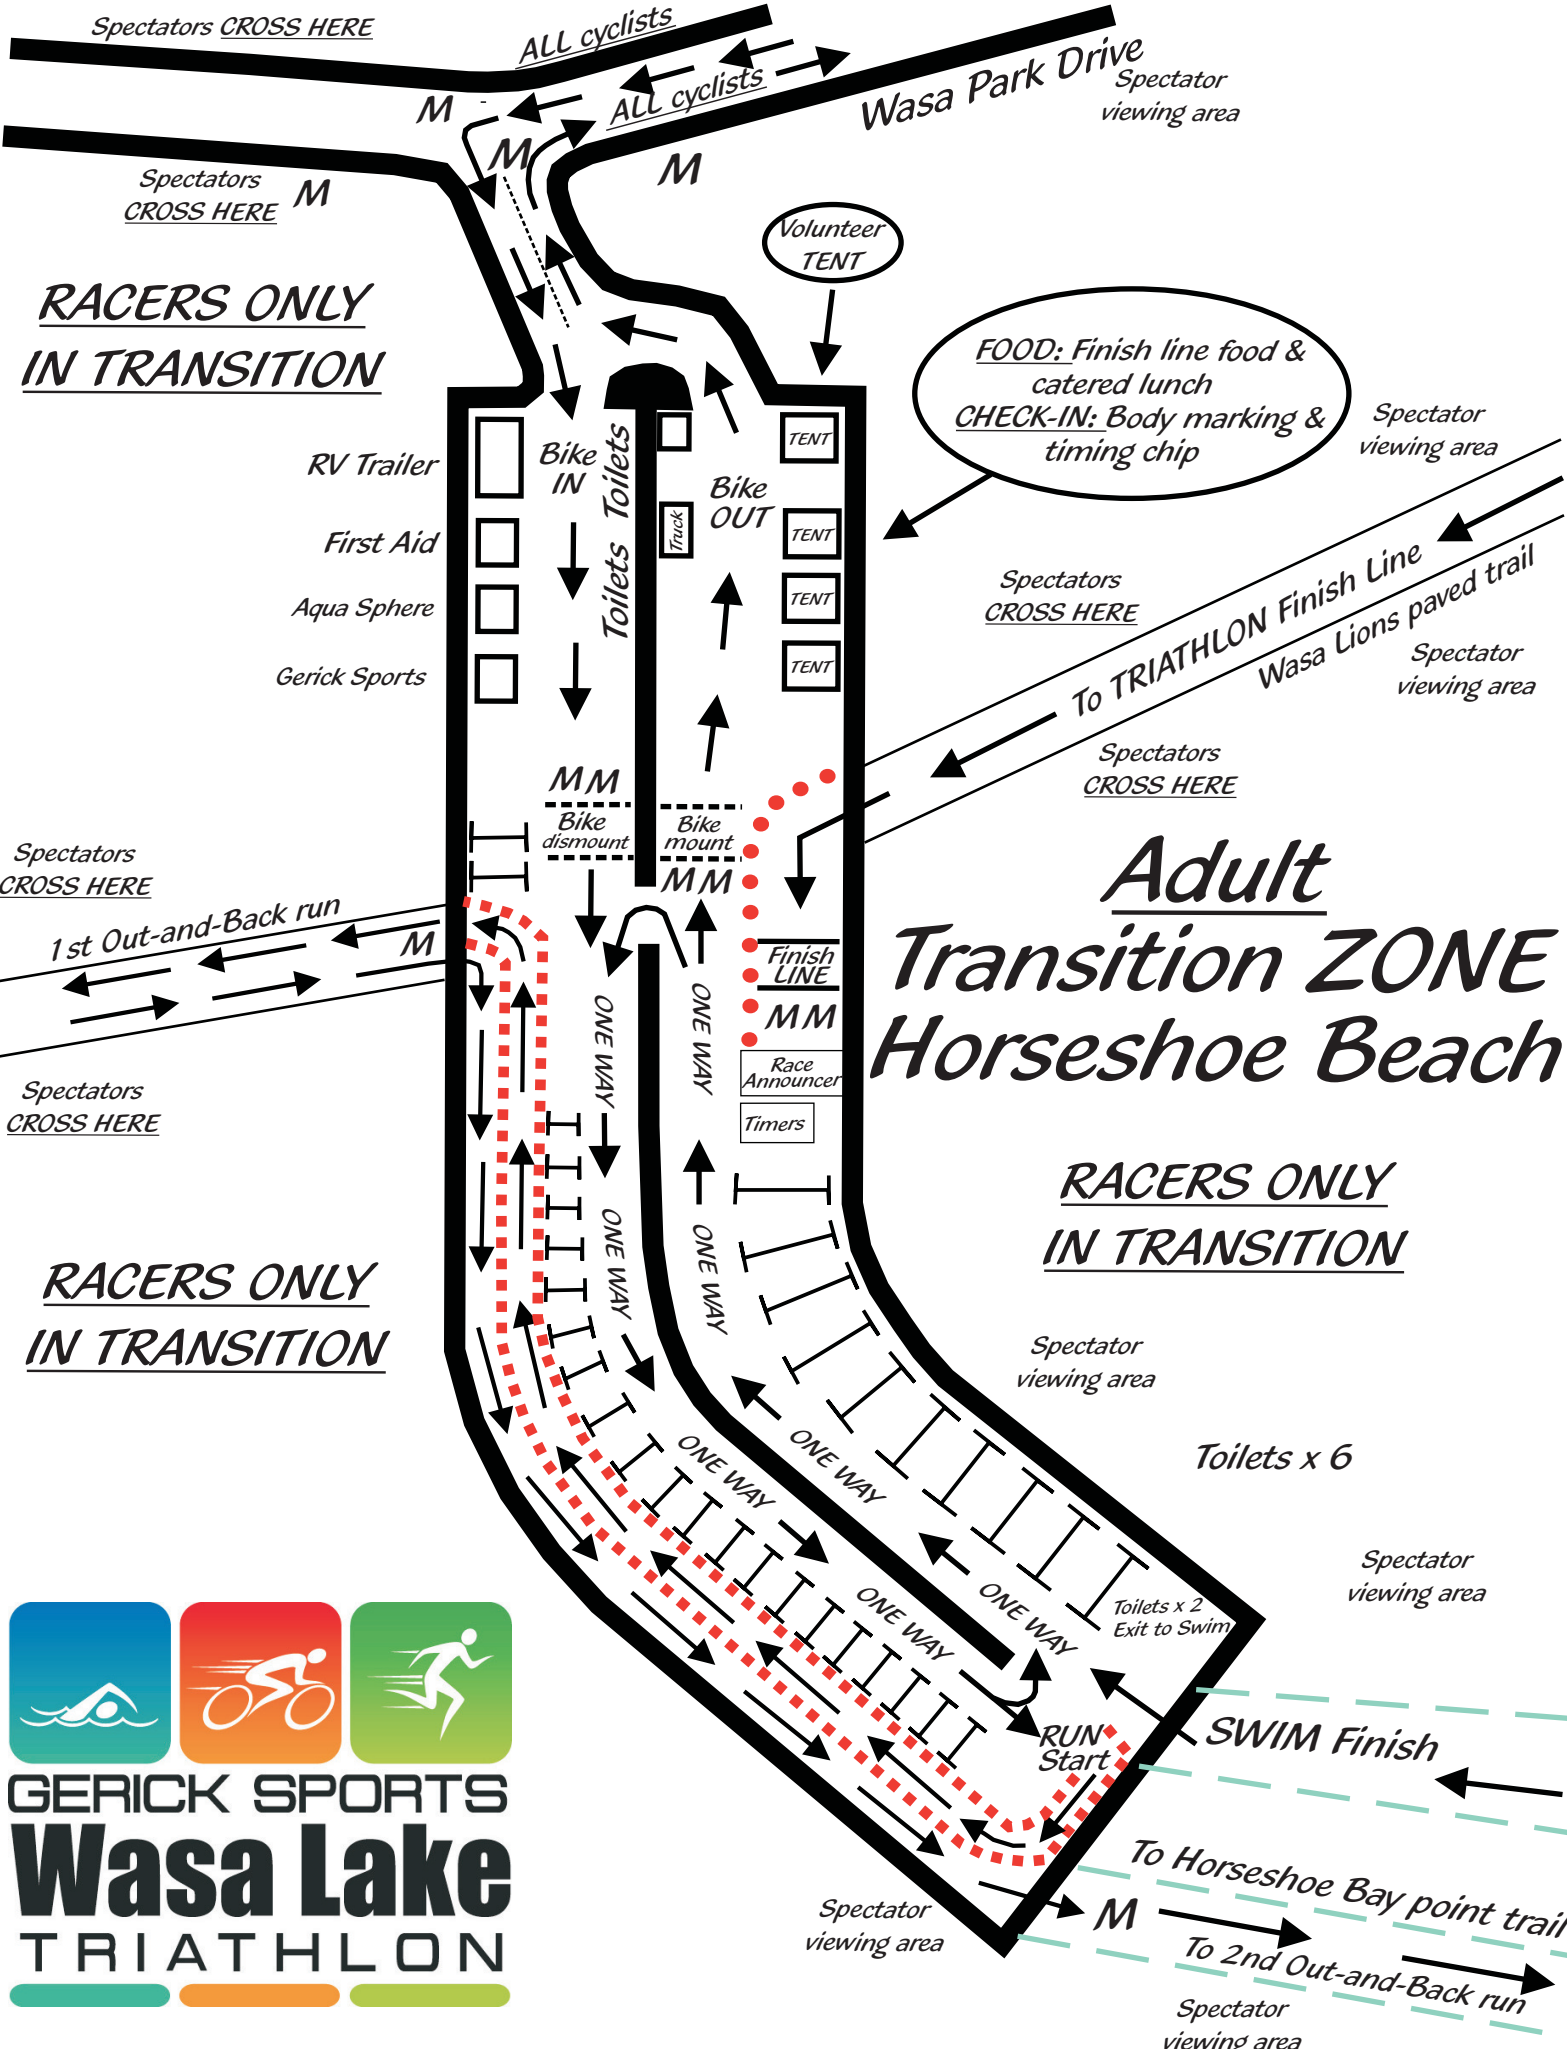 Spectators CROSS HERE
ALL cyclists
ALL cyclists
Wasa Park Drive
Spectator
viewing area
M
M
M
Spectators
CROSS HERE
M
Volunteer
TENT
RACERS ONLY
IN TRANSITION
FOOD: Finish line food &
catered lunch
CHECK-IN: Body marking &
timing chip
Spectator
viewing area
RV Trailer
Bike
IN
Toilets
Toilets
Truck
Bike
OUT
TENT
TENT
TENT
TENT
First Aid
Aqua Sphere
Gerick Sports
Spectators
CROSS HERE
To TRIATHLON Finish Line
Wasa Lions paved trail
Spectator
viewing area
Spectators
CROSS HERE
M M
Bike
dismount
Bike
mount
M M
Spectators
CROSS HERE
1st Out-and-Back run
M
Finish
LINE
M M
Race
Announcer
Timers
Adult
Transition ZONE
Horseshoe Beach
ONE WAY
ONE WAY
Spectators
CROSS HERE
RACERS ONLY
IN TRANSITION
ONE WAY
ONE WAY
RACERS ONLY
IN TRANSITION
Spectator
viewing area
ONE WAY
ONE WAY
Toilets x 6
Spectator
viewing area
ONE WAY
ONE WAY
Toilets x 2
Exit to Swim
RUN
Start
SWIM Finish
To Horseshoe Bay point trail
M
To 2nd Out-and-Back run
Spectator
viewing area
Spectator
viewing area
GERICK SPORTS
Wasa Lake
TRIATHLON